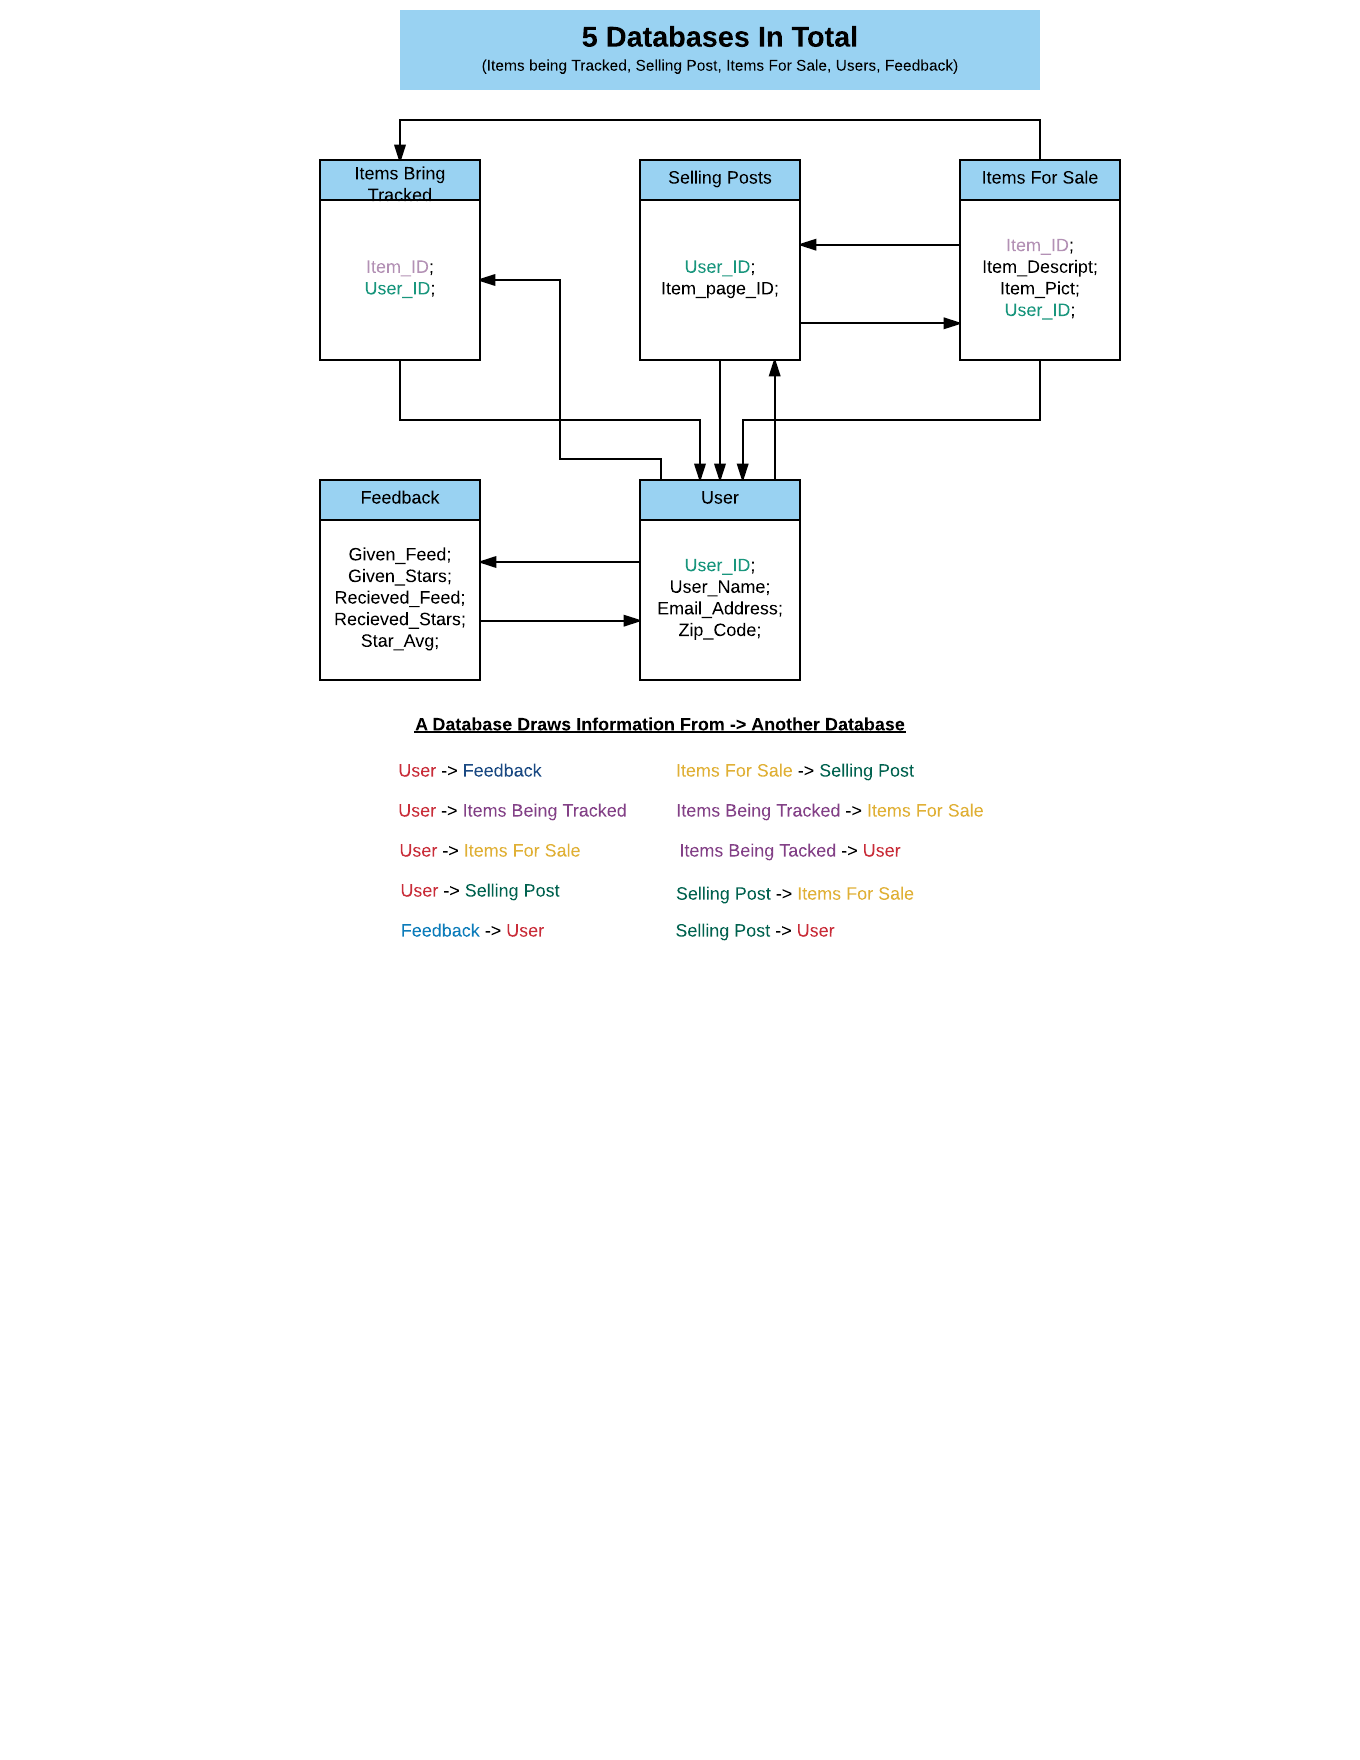 5 Databases In Total
(Items being Tracked, Selling Post, Items For Sale, Users, Feedback)
Items Bring
Tracked
Item_ID;
User_ID;
Selling Posts
User_ID;
Item_page_ID;
Items For Sale
Item_ID;
Item_Descript;
Item_Pict;
User_ID;
Feedback
Given_Feed;
Given_Stars;
Recieved_Feed;
Recieved_Stars;
Star_Avg;
User
User_ID;
User_Name;
Email_Address;
Zip_Code;
A Database Draws Information From -> Another Database
User -> Feedback
User -> Items Being Tracked
User -> Items For Sale
User -> Selling Post
Feedback -> User
Items For Sale -> Selling Post
Items Being Tracked -> Items For Sale
Items Being Tacked -> User
Selling Post -> Items For Sale
Selling Post -> User